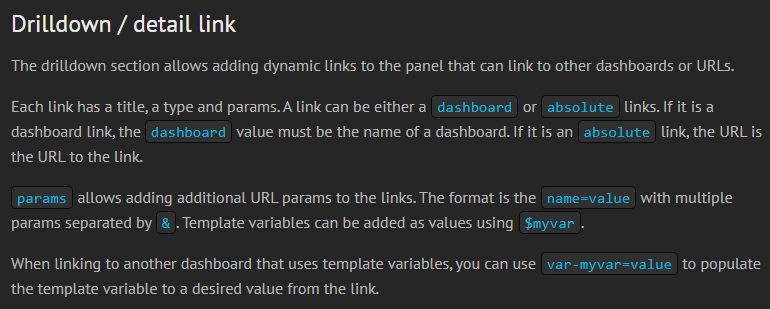 Drilldown / detail link
The drilldown section allows adding dynamic links to the panel that can link to other dashboards or URLs.
Each link has a title, a type and params. A link can be either a dashboard or absolute links. If it is a
dashboard link, the dashboard value must be the name of a dashboard. If it is an absolute link, the URL is
the URL to the link.
params allows adding additional URL params to the links. The format is the name=value with multiple
params separated by &. Template variables can be added as values using $myvar.
When linking to another dashboard that uses template variables, you can use var-myvar=value to populate
the template variable to a desired value from the link.